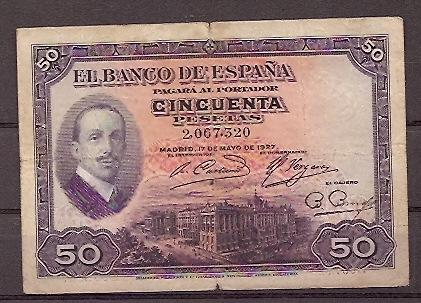 50 50
EL BANCO DE ESPAÑA
PAGARÁ AL PORTADOR
CINCUENTA
PESETAS
2,067,320
MADRID, 17 DE MAYO DE 1927.
EL INTERVENTOR EL GOBERNADOR
EL CAJERO
50 50